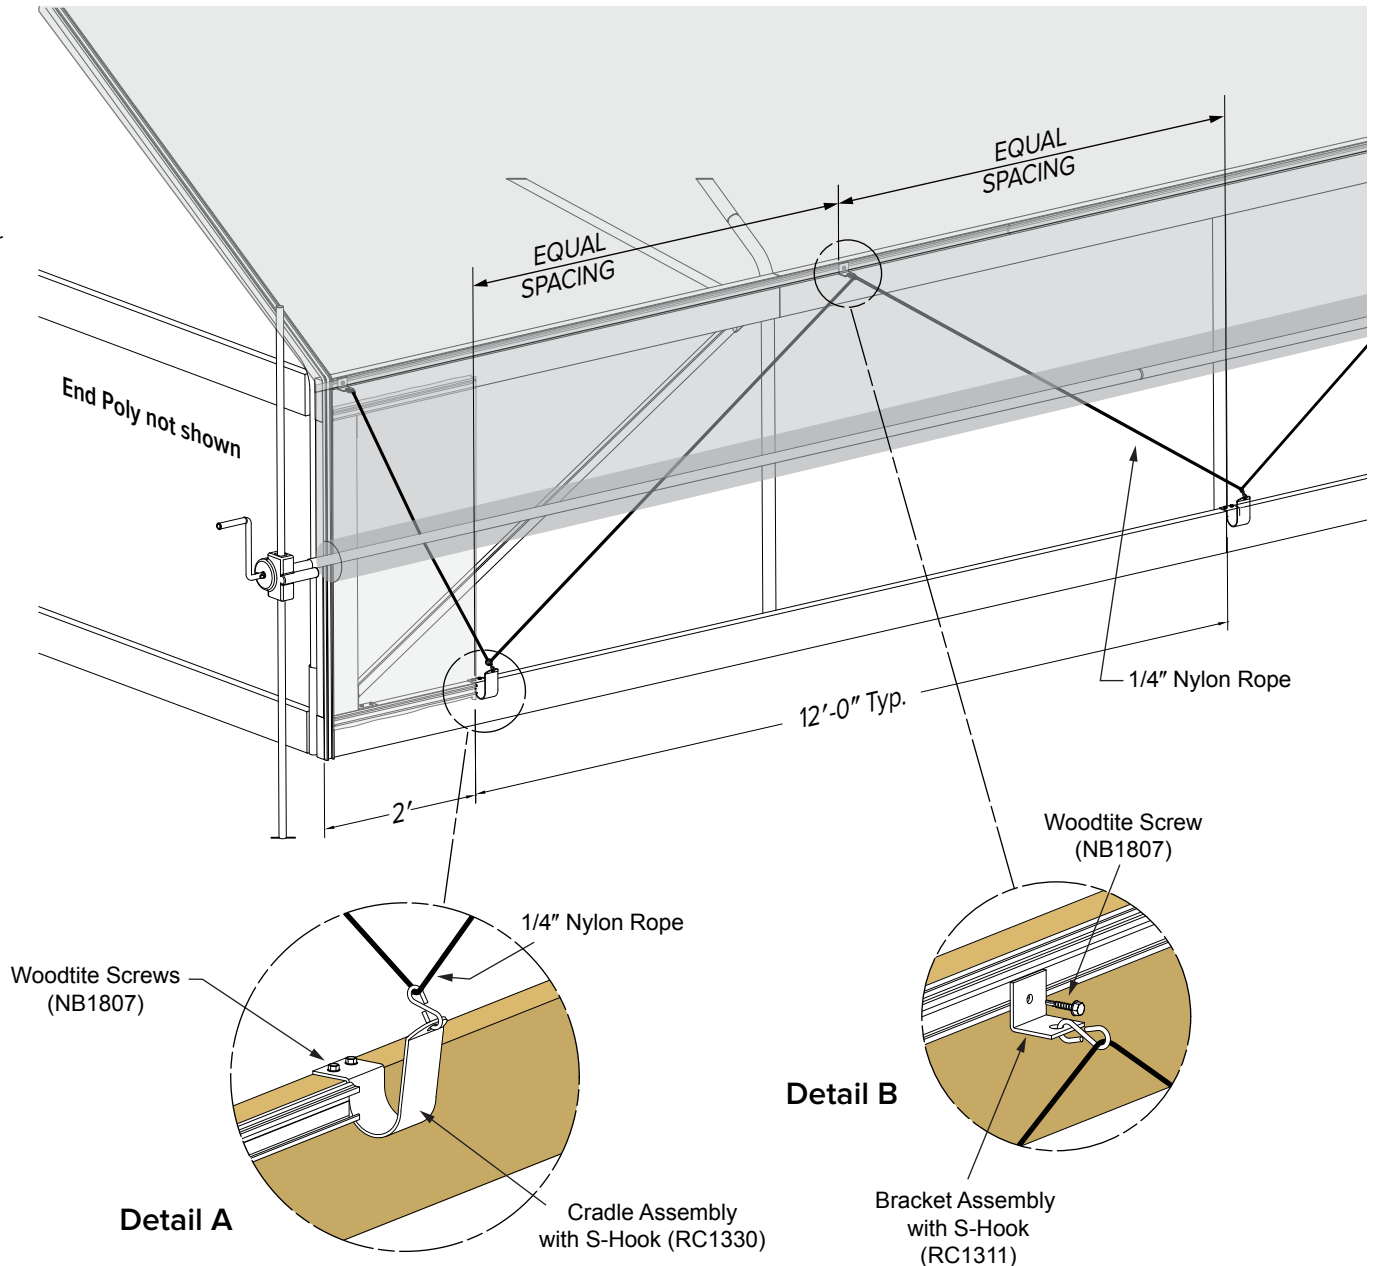 EQUAL
SPACING
EQUAL
SPACING
End Poly not shown
1/4″ Nylon Rope
12′-0″ Typ.
2′
Woodtite Screw
(NB1807)
1/4″ Nylon Rope
Woodtite Screws
(NB1807)
Detail B
Detail A
Cradle Assembly
with S-Hook (RC1330)
Bracket Assembly
with S-Hook
(RC1311)